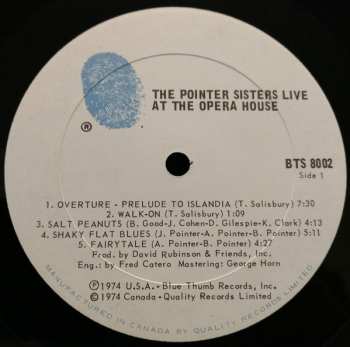 THE POINTER SISTERS LIVE
AT THE OPERA HOUSE
®
BTS 8002
Side 1
1. OVERTURE - PRELUDE TO ISLANDIA (T. Salisbury) 7:30
2. WALK-ON (T. Salisbury) 1:09
3. SALT PEANUTS (B. Good-J. Cohen-D. Gillespie-K. Clark) 4:13
4. SHAKY FLAT BLUES (J. Pointer-A. Pointer-P. Pointer-B. Pointer) 3:11
5. FAIRYTALE (A. Pointer-B. Pointer) 4:27
Prod. by David Rubinson & Friends, Inc.
Eng.: by Fred Catero Mastering: George Horn
℗1974 U.S.A.-Blue Thumb Records, Inc.
©1974 Canada-Quality Records Limited
MANUFACTURED IN CANADA BY QUALITY RECORDS LIMITED